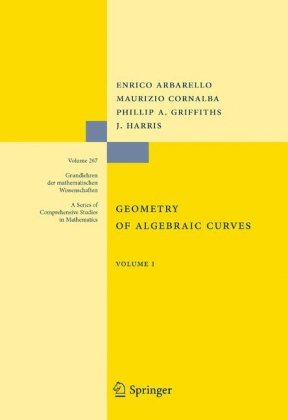 ENRICO ARBARELLO
MAURIZIO CORNALBA
PHILLIP A. GRIFFITHS
J. HARRIS
Volume 267
Grundlehren
der mathematischen
Wissenschaften
A Series of
Comprehensive Studies
in Mathematics
GEOMETRY
OF ALGEBRAIC CURVES
VOLUME I
Springer